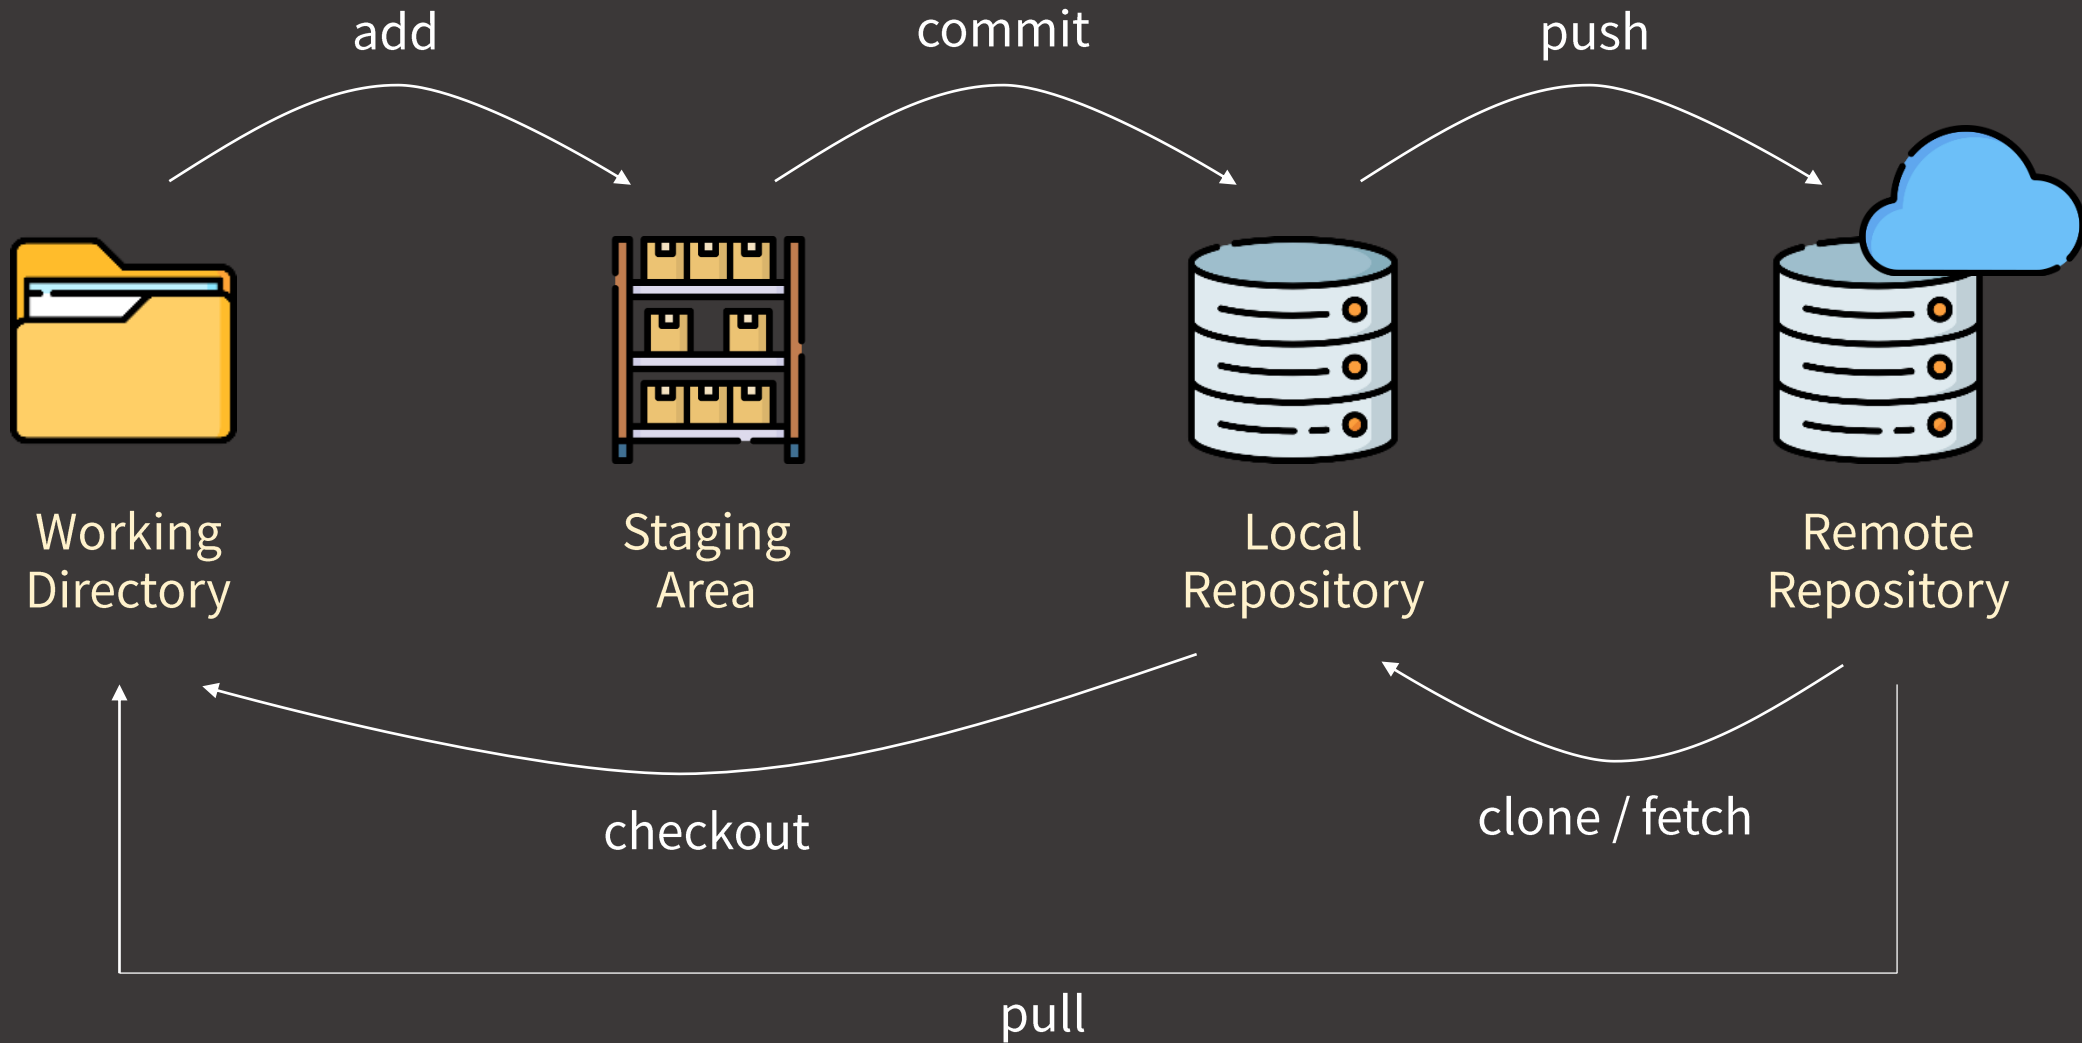 add
commit
push
Working
Directory
Staging
Area
Local
Repository
Remote
Repository
checkout
clone / fetch
pull